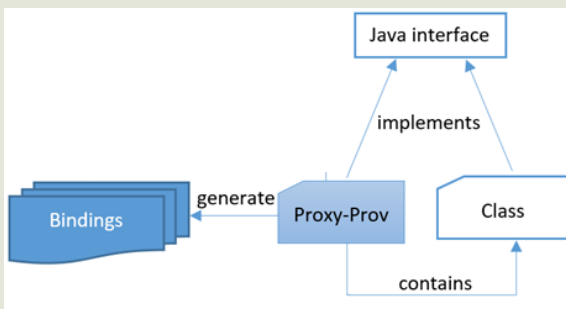 Java interface
implements
generate
Bindings
Proxy-Prov
Class
contains